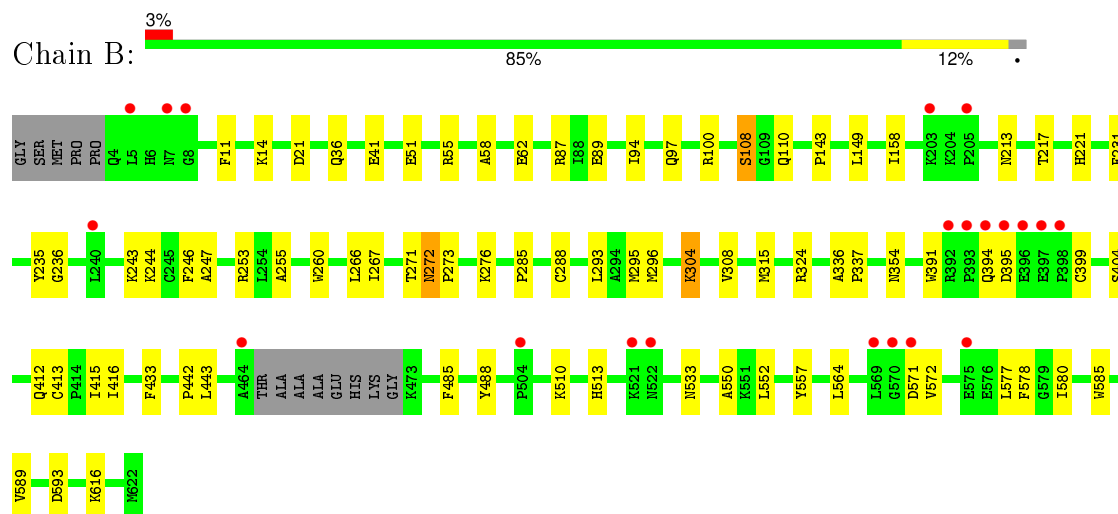 3%
Chain B:
85% 12% •
GLY SER MET PRO PRO Q4 L5 H6 N7 G8 F11 K14 D21 Q36 E41 E51 R55 A58 E62 R87 I88 E89 I94 Q97 R100 S108 G109 Q110 P143 L149 I158 K203 K204 P205 N213 T217 H221 E231
Y235 G236 L240 K243 K244 C245 F246 A247 R253 L254 A255 W260 L266 I267 T271 N272 P273 K276 P285 C288 L293 A294 M295 M296 K304 V308 M315 R324 A336 P337 N354 W391 R392 P393 Q394 D395 E396 E397 P398 C399 S404
Q412 C413 P414 I415 I416 F433 P442 L443 A464 THR ALA ALA ALA GLU HIS LYS GLY K473 F485 Y488 P504 K510 H513 K521 N522 N533 A550 K551 L552 Y557 L564 L569 G570 D571 V572 E575 E576 L577 F578 G579 I580 W585
V589 D593 K616 M622